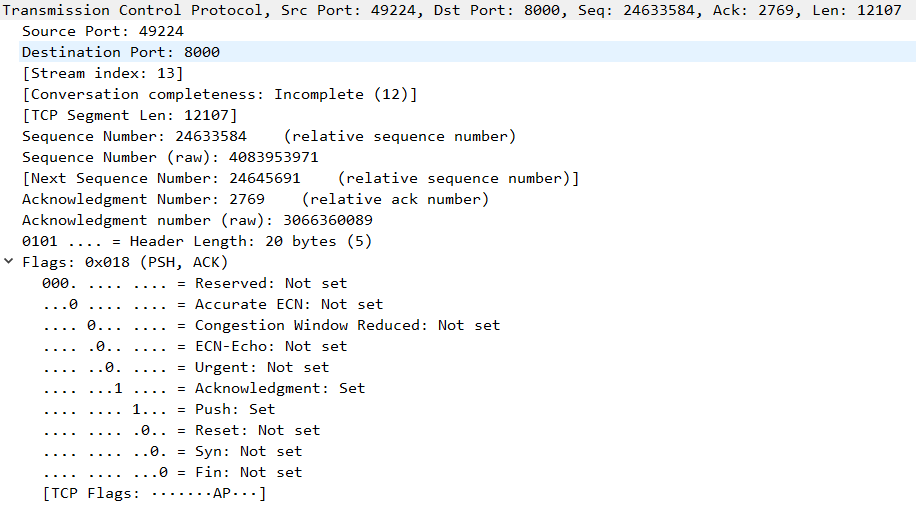 Transmission Control Protocol, Src Port: 49224, Dst Port: 8000, Seq: 24633584, Ack: 2769, Len: 12107
Source Port: 49224
Destination Port: 8000
[Stream index: 13]
[Conversation completeness: Incomplete (12)]
[TCP Segment Len: 12107]
Sequence Number: 24633584    (relative sequence number)
Sequence Number (raw): 4083953971
[Next Sequence Number: 24645691    (relative sequence number)]
Acknowledgment Number: 2769    (relative ack number)
Acknowledgment number (raw): 3066360089
0101 .... = Header Length: 20 bytes (5)
Flags: 0x018 (PSH, ACK)
000. .... .... = Reserved: Not set
...0 .... .... = Accurate ECN: Not set
.... 0... .... = Congestion Window Reduced: Not set
.... .0.. .... = ECN-Echo: Not set
.... ..0. .... = Urgent: Not set
.... ...1 .... = Acknowledgment: Set
.... .... 1... = Push: Set
.... .... .0.. = Reset: Not set
.... .... ..0. = Syn: Not set
.... .... ...0 = Fin: Not set
[TCP Flags: ·······AP···]